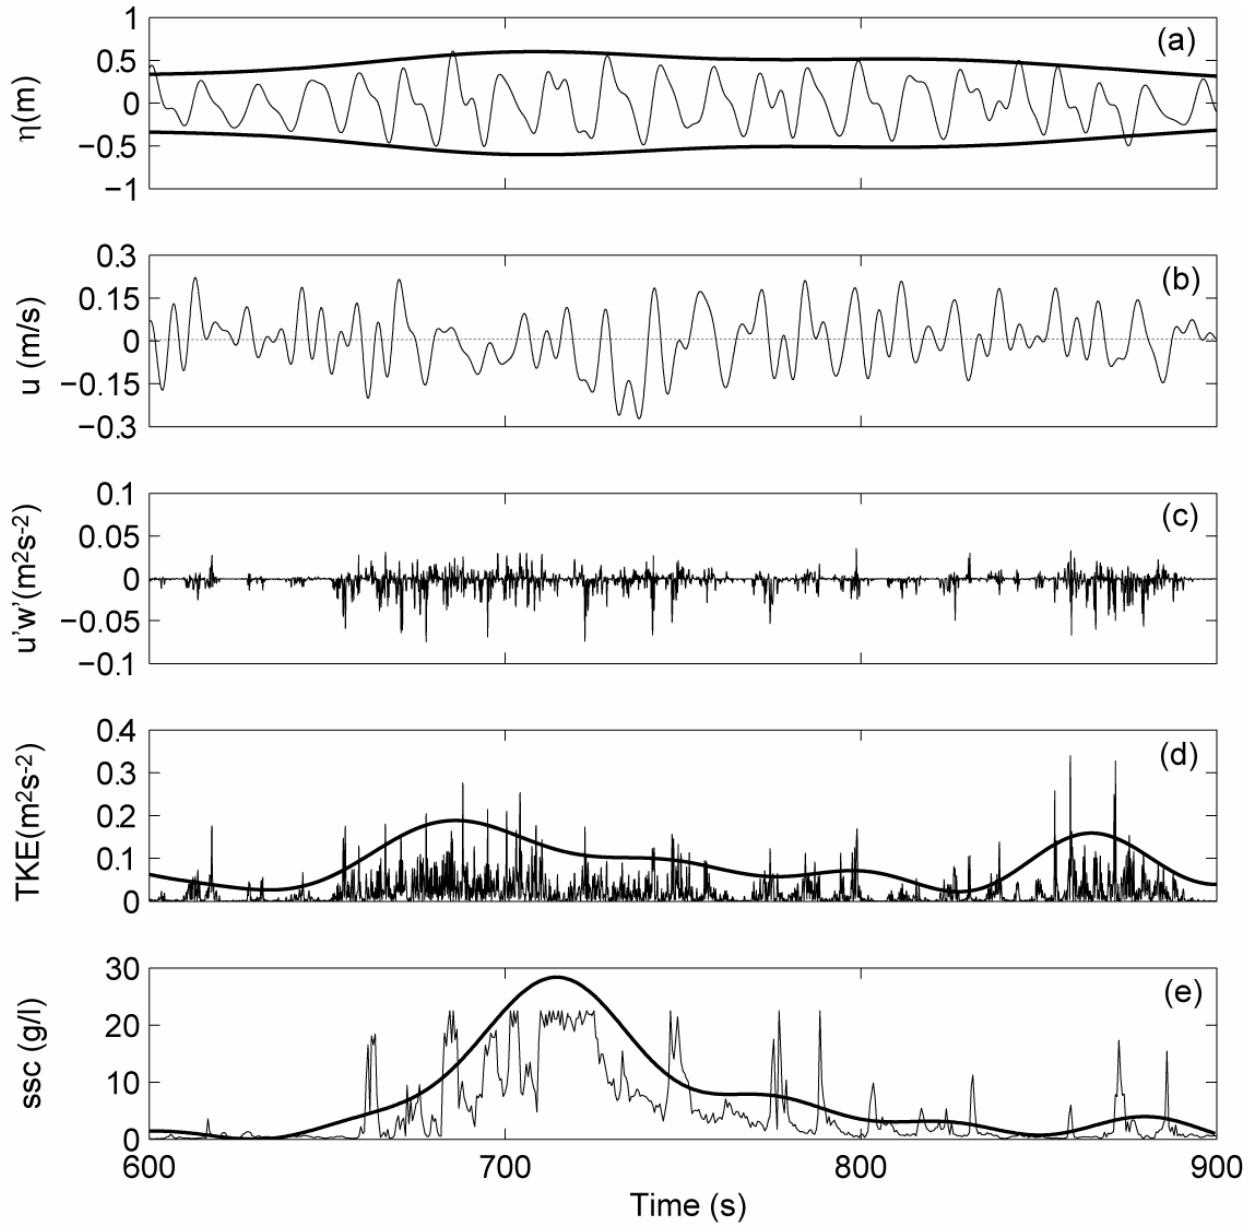 1
0.5
0
−0.5
−1
η(m)
(a)
0.3
0.15
0
−0.15
−0.3
u (m/s)
(b)
0.1
0.05
0
−0.05
−0.1
u'w'(m²s⁻²)
(c)
0.4
0.3
0.2
0.1
0
TKE(m²s⁻²)
(d)
30
20
10
0
ssc (g/l)
(e)
600 700 800 900
Time (s)